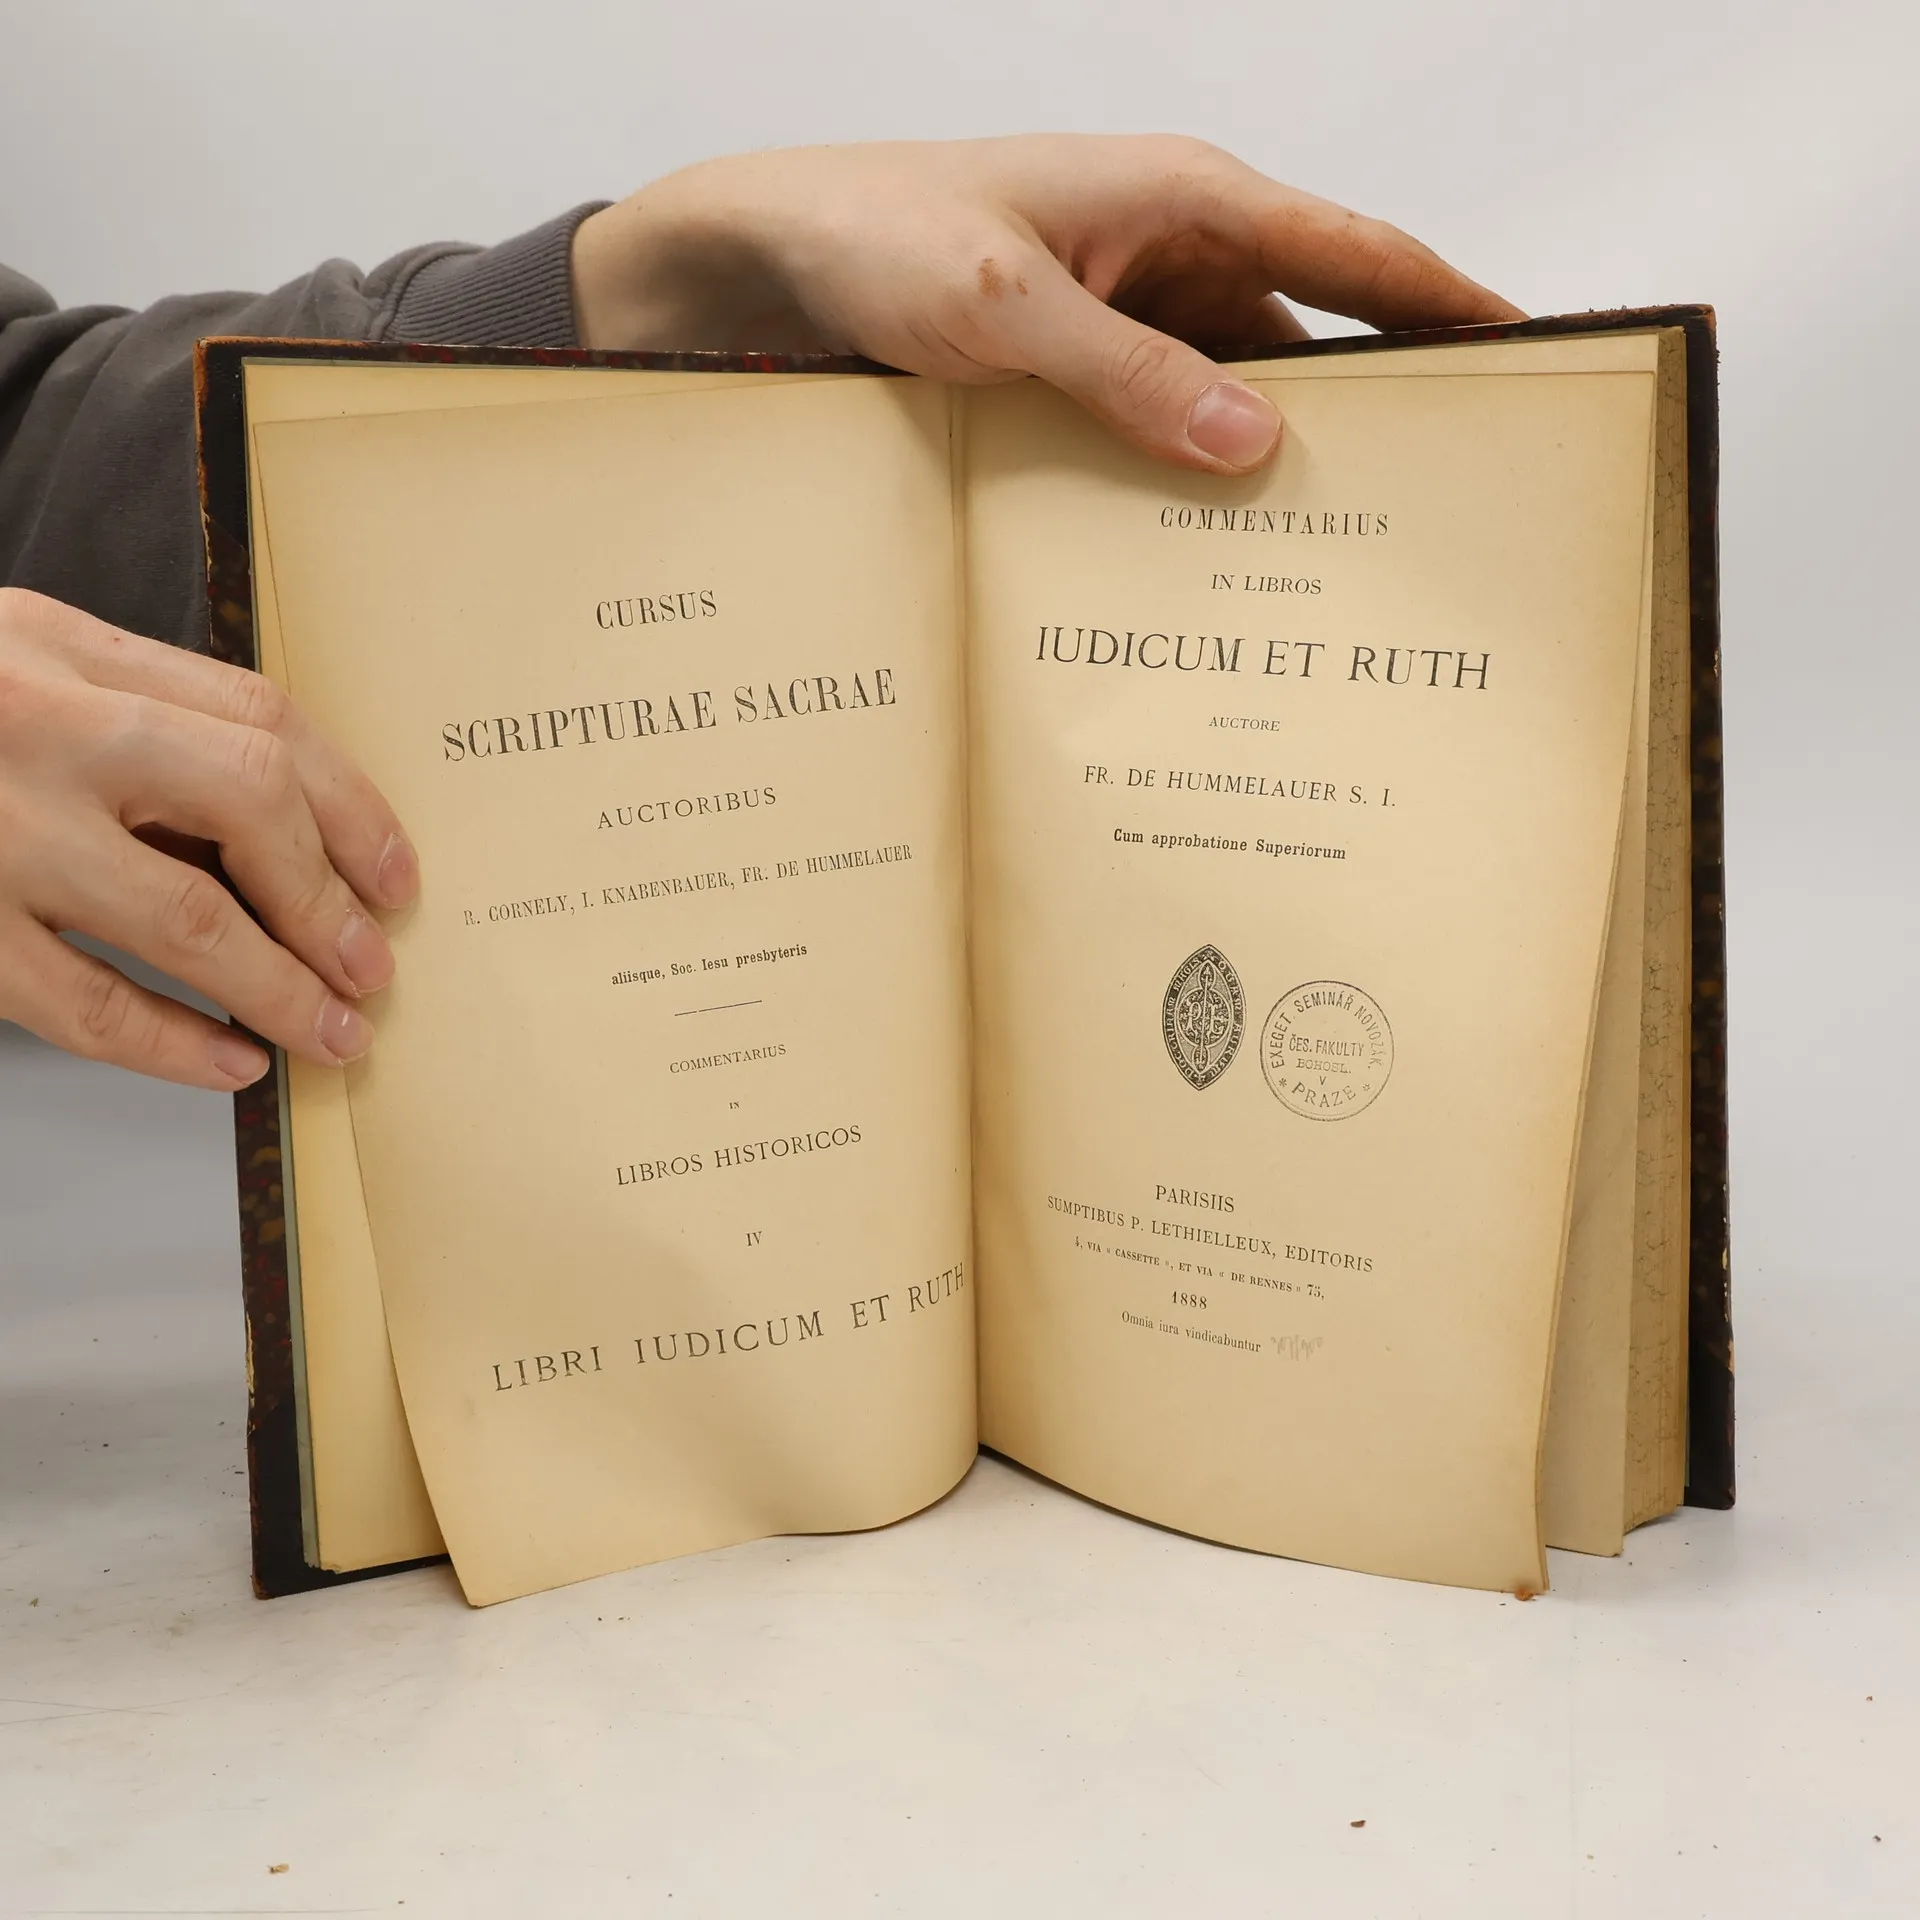 CURSUS
SCRIPTURAE SACRAE
AUCTORIBUS
R. CORNELY, I. KNABENBAUER, FR. DE HUMMELAUER
aliisque, Soc. Iesu presbyteris
COMMENTARIUS
IN
LIBROS HISTORICOS
IV
LIBRI IUDICUM ET RUTH
COMMENTARIUS
IN LIBROS
IUDICUM ET RUTH
AUCTORE
FR. DE HUMMELAUER S. I.
Cum approbatione Superiorum
EXEGET. SEMINÁŘ NOVOZÁK.
ČES. FAKULTY
BOHOSL.
V
* PRAZE *
PARISIIS
SUMPTIBUS P. LETHIELLEUX, EDITORIS
4, VIA « CASSETTE », ET VIA « DE RENNES » 75,
1888
Omnia iura vindicabuntur